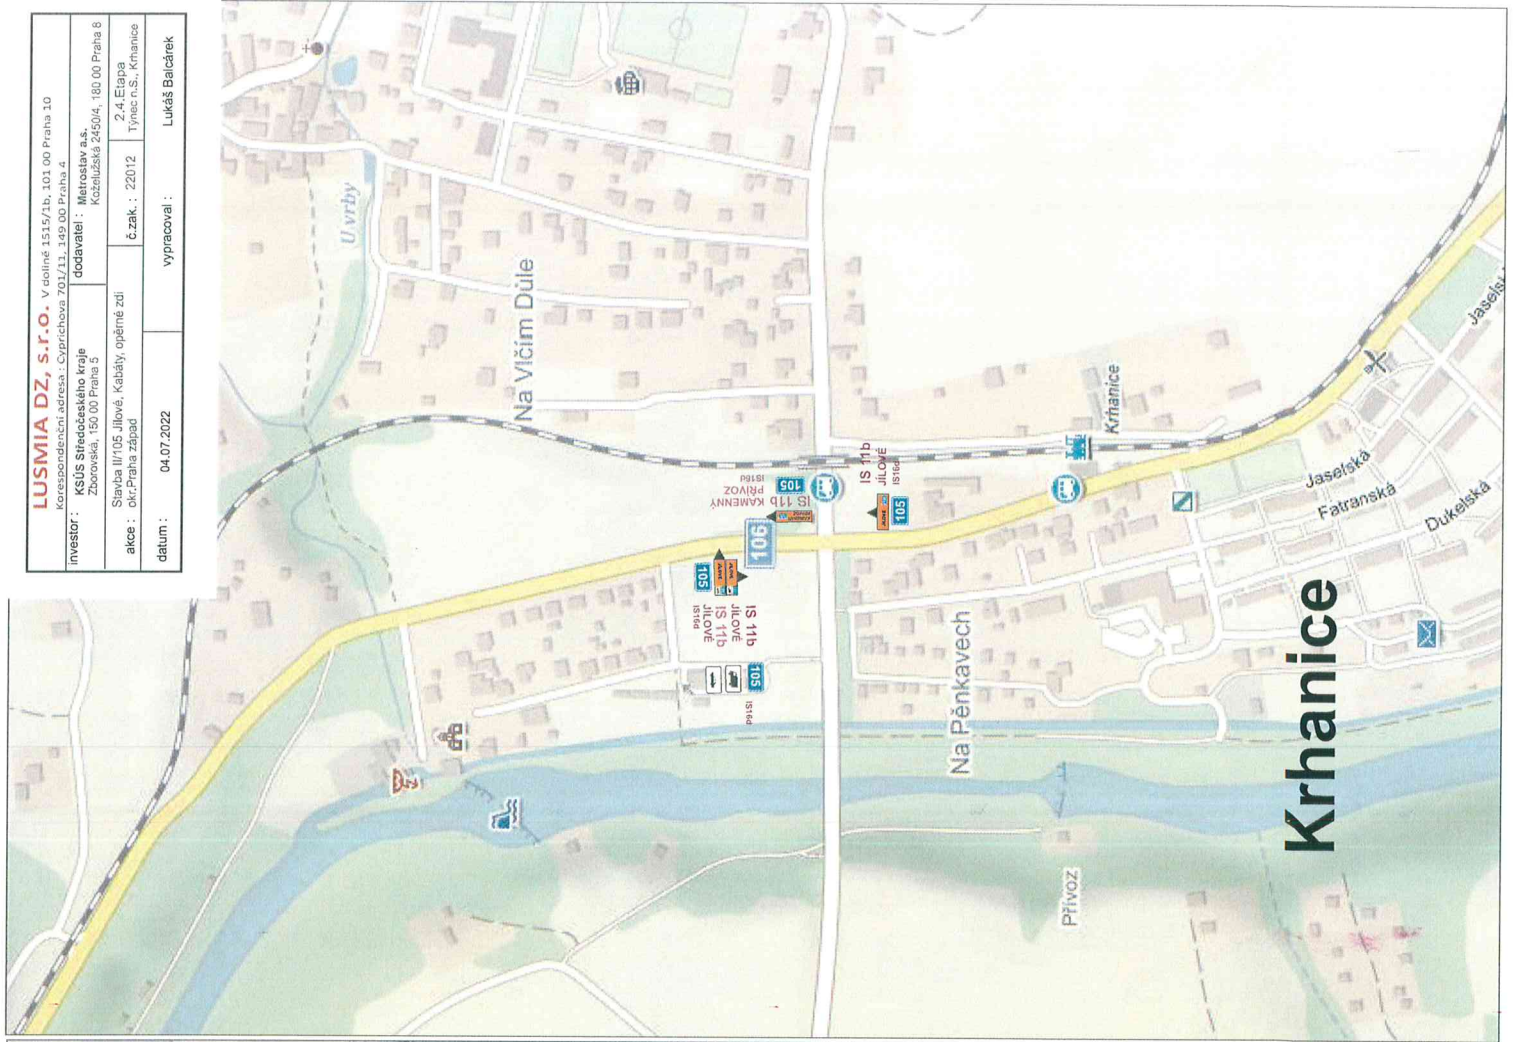 LUSMIA DZ, s.r.o. V dolině 1515/1b, 101 00 Praha 10
Korespondenční adresa : Cyprichova 701/11, 149 00 Praha 4
investor : KSÚS Středočeského kraje
Zborovská, 150 00 Praha 5
dodavatel : Metrostav a.s.
Koželužská 2450/4, 180 00 Praha 8
akce : Stavba II/105 Jílové, Kabáty, opěrné zdi
okr.Praha západ
č.zak. : 22012
2.4.Etapa
Týnec n.S., Krhanice
datum : 04.07.2022
vypracoval : Lukáš Balcárek
U vrby
Na Vlčím Důle
KAMENNÝ
PŘÍVOZ
IS16d
IS 11b
105
106
IS 11b
JÍLOVÉ
IS16d
105
105
IS 11b
JÍLOVÉ
IS 11b
JÍLOVÉ
IS16d
105
IS16d
Krhanice
Jaselská
Jaselsk
Fatranská
Dukelská
Na Pěnkavech
Přívoz
Krhanice